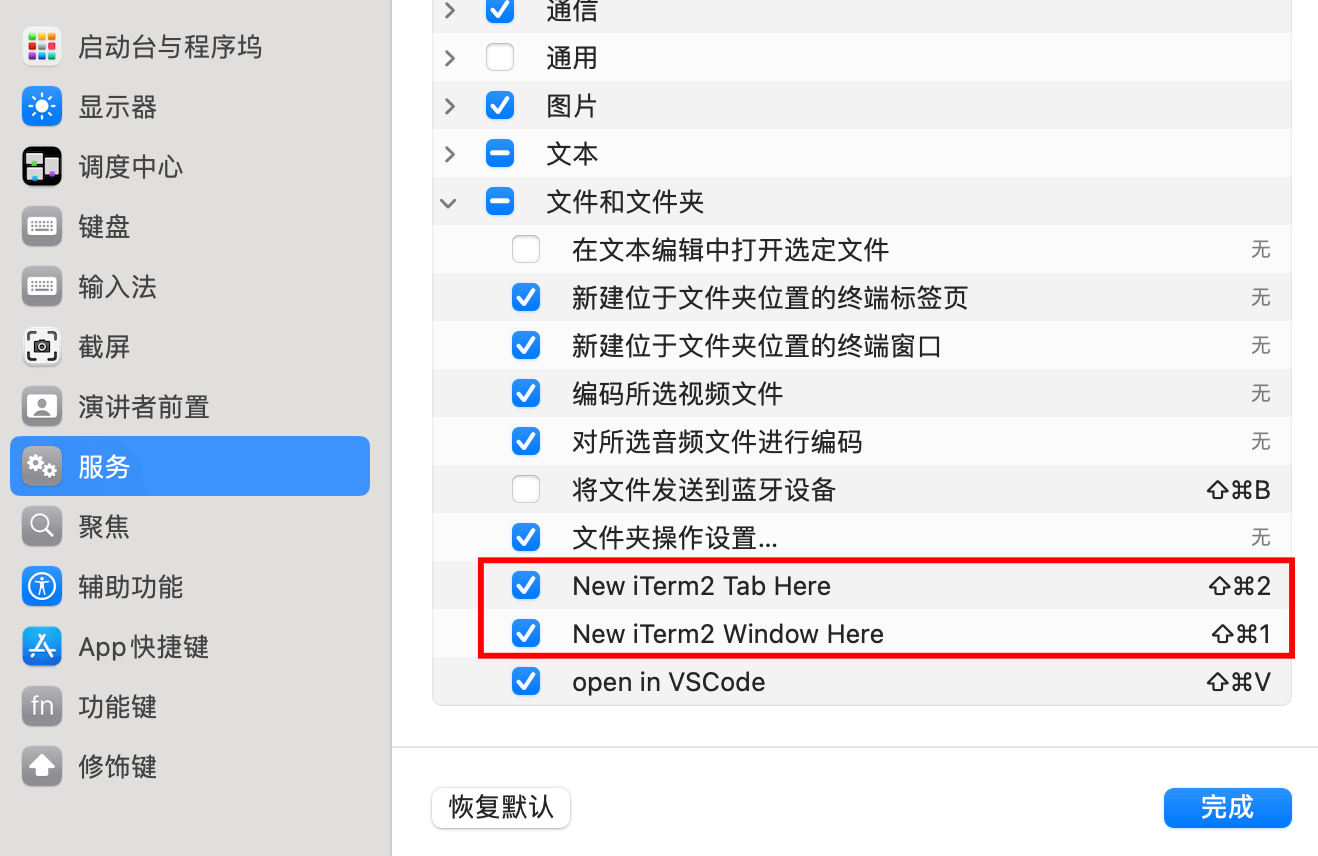 启动台与程序坞
显示器
调度中心
键盘
输入法
截屏
演讲者前置
服务
聚焦
辅助功能
App快捷键
fn 功能键
修饰键
通信
通用
图片
文本
文件和文件夹
在文本编辑中打开选定文件 无
新建位于文件夹位置的终端标签页 无
新建位于文件夹位置的终端窗口 无
编码所选视频文件 无
对所选音频文件进行编码 无
将文件发送到蓝牙设备 ⇧⌘B
文件夹操作设置... 无
New iTerm2 Tab Here ⇧⌘2
New iTerm2 Window Here ⇧⌘1
open in VSCode ⇧⌘V
恢复默认 完成